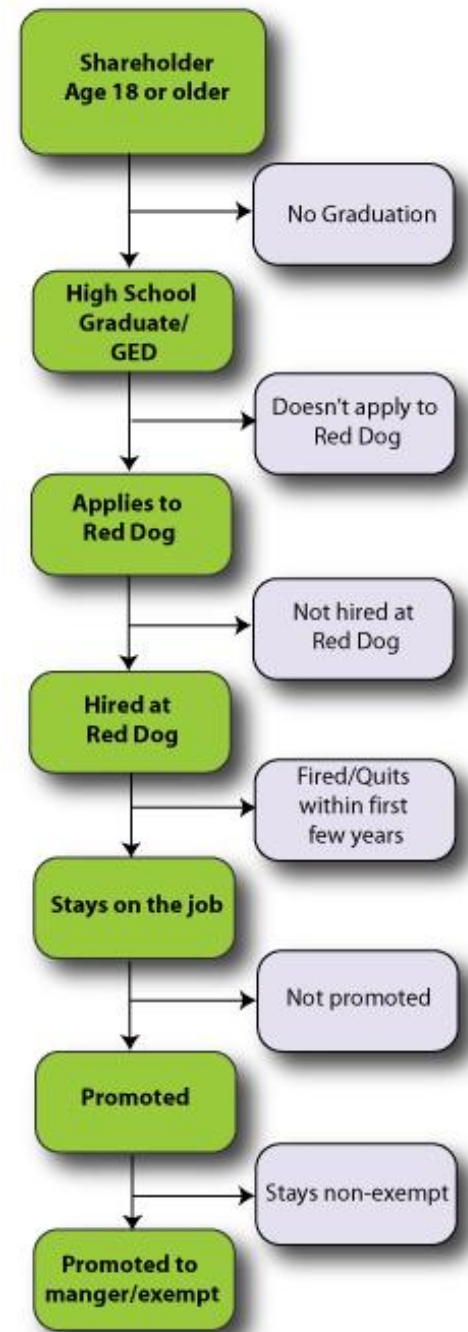 Shareholder
Age 18 or older
No Graduation
High School
Graduate/
GED
Doesn't apply to
Red Dog
Applies to
Red Dog
Not hired at
Red Dog
Hired at
Red Dog
Fired/Quits
within first
few years
Stays on the job
Not promoted
Promoted
Stays non-exempt
Promoted to
manger/exempt